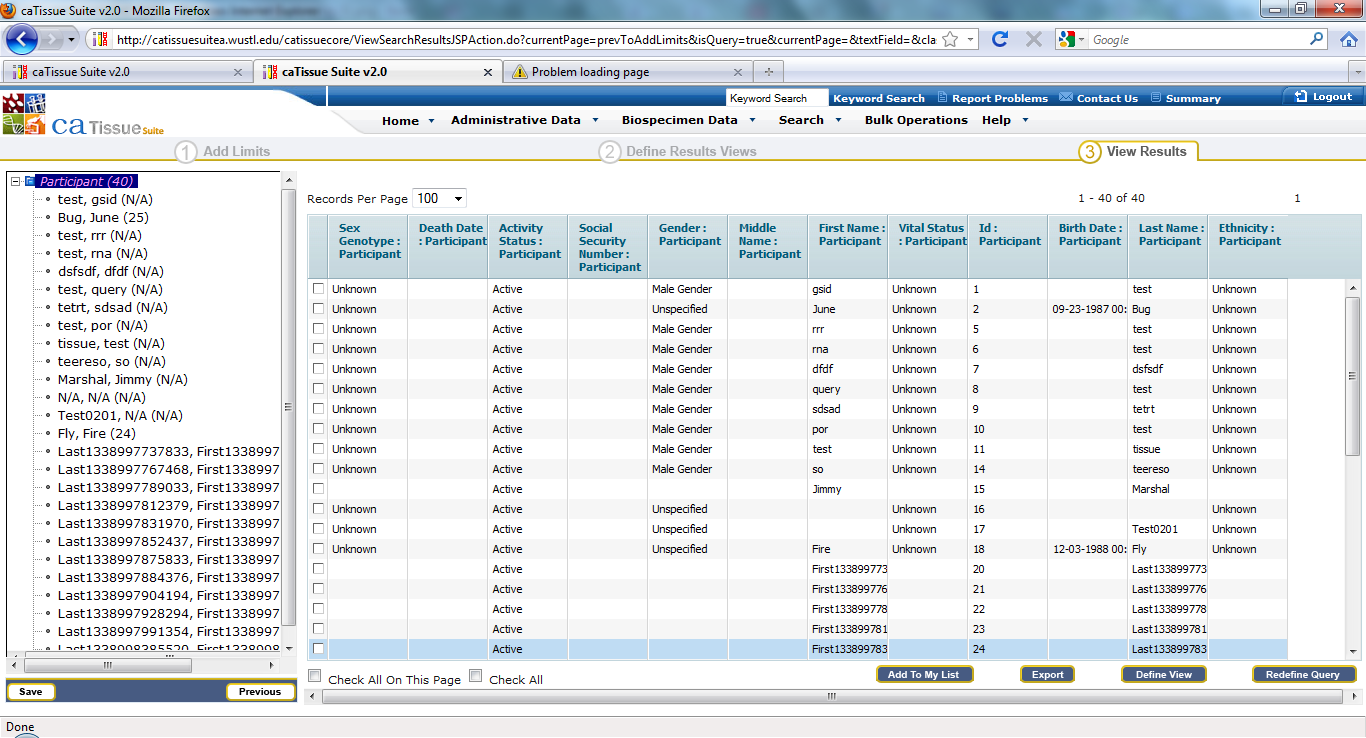 caTissue Suite v2.0 - Mozilla Firefox
http://catissuesuitea.wustl.edu/catissuecore/ViewSearchResultsJSPAction.do?currentPage=prevToAddLimits&isQuery=true&currentPage=&textField=&cla
Google
caTissue Suite v2.0
caTissue Suite v2.0
Problem loading page
Keyword Search Keyword Search Report Problems Contact Us Summary Logout
ca Tissue Suite
Home Administrative Data Biospecimen Data Search Bulk Operations Help
1 Add Limits 2 Define Results Views 3 View Results
Participant (40)
test, gsid (N/A)
Bug, June (25)
test, rrr (N/A)
test, rna (N/A)
dsfsdf, dfdf (N/A)
test, query (N/A)
tetrt, sdsad (N/A)
test, por (N/A)
tissue, test (N/A)
teereso, so (N/A)
Marshal, Jimmy (N/A)
N/A, N/A (N/A)
Test0201, N/A (N/A)
Fly, Fire (24)
Last1338997737833, First1338997
Last1338997767468, First1338997
Last1338997789033, First1338997
Last1338997812379, First1338997
Last1338997831970, First1338997
Last1338997852437, First1338997
Last1338997875833, First1338997
Last1338997884376, First1338997
Last1338997904194, First1338997
Last1338997928294, First1338997
Last1338997991354, First1338997
Last1338998385520, First1338998
Save Previous
Records Per Page 100 1 - 40 of 40 1
Sex Genotype : Participant
Death Date : Participant
Activity Status : Participant
Social Security Number : Participant
Gender : Participant
Middle Name : Participant
First Name : Participant
Vital Status : Participant
Id : Participant
Birth Date : Participant
Last Name : Participant
Ethnicity : Participant
Unknown Active Male Gender gsid Unknown 1 test Unknown
Unknown Active Unspecified June Unknown 2 09-23-1987 00: Bug Unknown
Unknown Active Male Gender rrr Unknown 5 test Unknown
Unknown Active Male Gender rna Unknown 6 test Unknown
Unknown Active Male Gender dfdf Unknown 7 dsfsdf Unknown
Unknown Active Male Gender query Unknown 8 test Unknown
Unknown Active Male Gender sdsad Unknown 9 tetrt Unknown
Unknown Active Male Gender por Unknown 10 test Unknown
Unknown Active Male Gender test Unknown 11 tissue Unknown
Unknown Active Male Gender so Unknown 14 teereso Unknown
Active Jimmy 15 Marshal
Unknown Active Unspecified Unknown 16 Unknown
Unknown Active Unspecified Unknown 17 Test0201 Unknown
Unknown Active Unspecified Fire Unknown 18 12-03-1988 00: Fly Unknown
Active First133899773 20 Last133899773
Active First133899776 21 Last133899776
Active First133899778 22 Last133899778
Active First133899781 23 Last133899781
Active First133899783 24 Last133899783
Check All On This Page Check All Add To My List Export Define View Redefine Query
Done